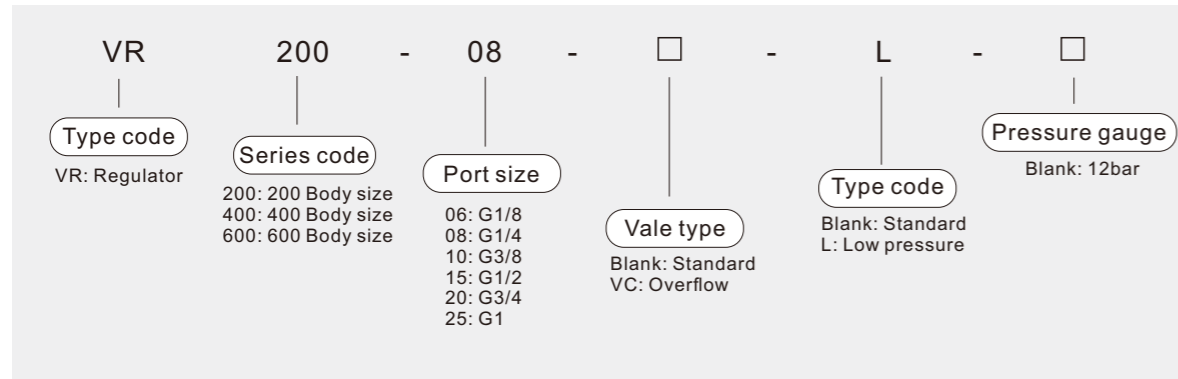 VR 200 - 08 - □ - L - □
Type code
VR: Regulator
Series code
200: 200 Body size
400: 400 Body size
600: 600 Body size
Port size
06: G1/8
08: G1/4
10: G3/8
15: G1/2
20: G3/4
25: G1
Vale type
Blank: Standard
VC: Overflow
Type code
Blank: Standard
L: Low pressure
Pressure gauge
Blank: 12bar